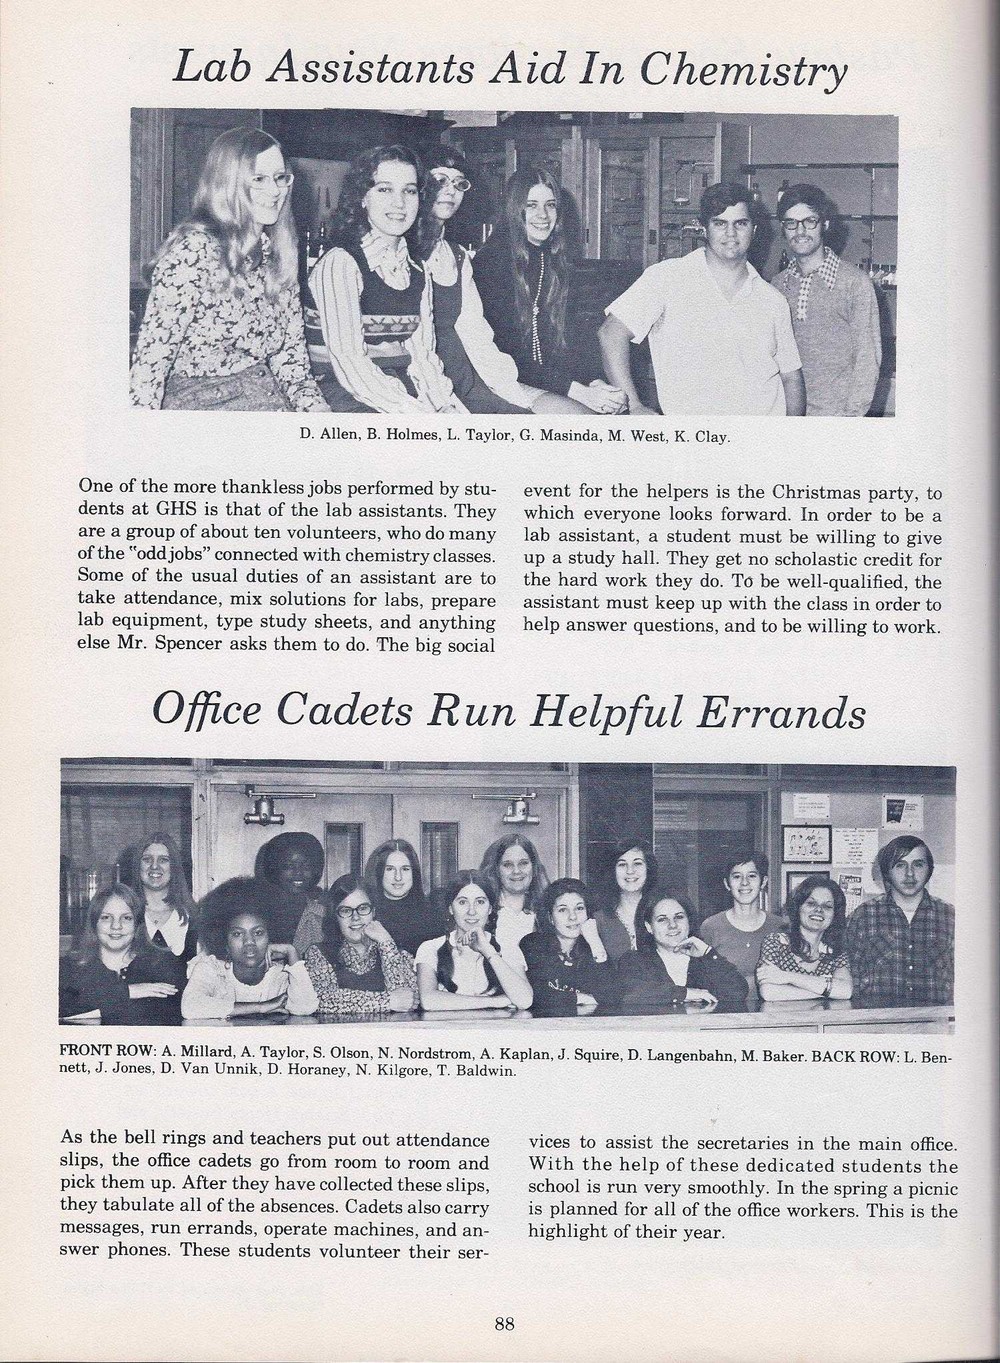 Lab Assistants Aid In Chemistry
D. Allen, B. Holmes, L. Taylor, G. Masinda, M. West, K. Clay.
One of the more thankless jobs performed by stu-
dents at GHS is that of the lab assistants. They
are a group of about ten volunteers, who do many
of the "odd jobs" connected with chemistry classes.
Some of the usual duties of an assistant are to
take attendance, mix solutions for labs, prepare
lab equipment, type study sheets, and anything
else Mr. Spencer asks them to do. The big social
event for the helpers is the Christmas party, to
which everyone looks forward. In order to be a
lab assistant, a student must be willing to give
up a study hall. They get no scholastic credit for
the hard work they do. To be well-qualified, the
assistant must keep up with the class in order to
help answer questions, and to be willing to work.
Office Cadets Run Helpful Errands
FRONT ROW: A. Millard, A. Taylor, S. Olson, N. Nordstrom, A. Kaplan, J. Squire, D. Langenbahn, M. Baker. BACK ROW: L. Ben-
nett, J. Jones, D. Van Unnik, D. Horaney, N. Kilgore, T. Baldwin.
As the bell rings and teachers put out attendance
slips, the office cadets go from room to room and
pick them up. After they have collected these slips,
they tabulate all of the absences. Cadets also carry
messages, run errands, operate machines, and an-
swer phones. These students volunteer their ser-
vices to assist the secretaries in the main office.
With the help of these dedicated students the
school is run very smoothly. In the spring a picnic
is planned for all of the office workers. This is the
highlight of their year.
88